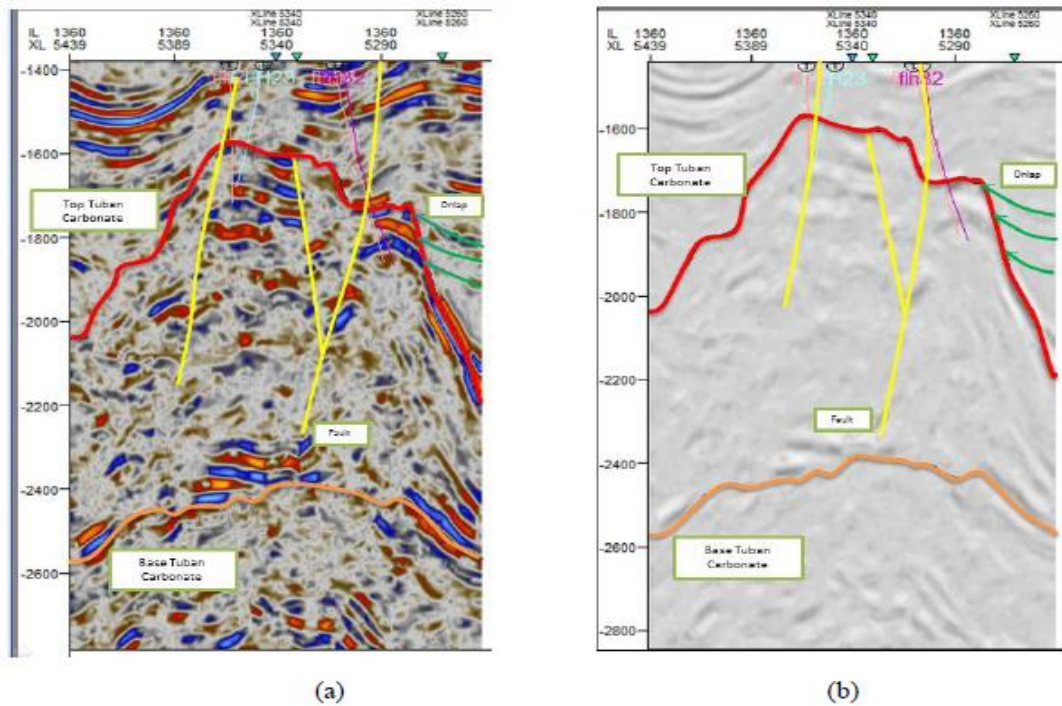 XLine 5340 XLine 5260
XLine 5340 XLine 5260
IL 1360 1360 1360 1360
XL 5439 5389 5340 5290
-1400
-1600
-1800
-2000
-2200
-2400
-2600
Top Tuban
Carbonate
Onlap
Fault
Base Tuban
Carbonate
(a)
XLine 5340 XLine 5260
XLine 5340 XLine 5260
IL 1360 1360 1360 1360
XL 5439 5389 5340 5290
flh32
-1600
-1800
-2000
-2200
-2400
-2600
-2800
Top Tuban
Carbonate
Onlap
Fault
Base Tuban
Carbonate
(b)